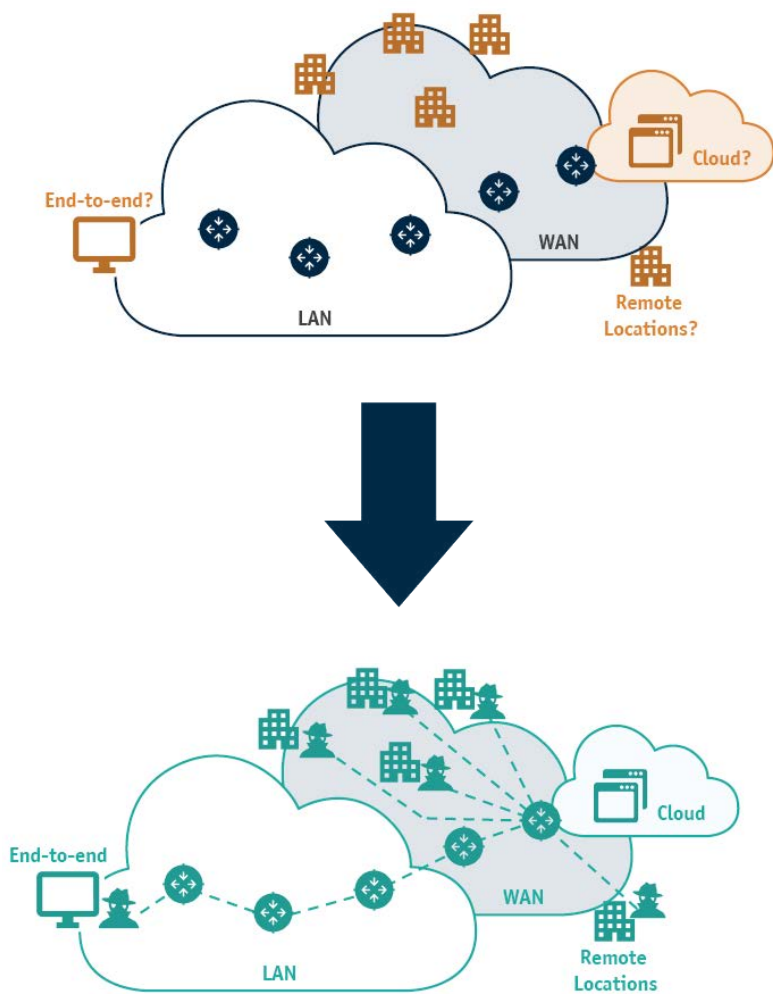 End-to-end?
Cloud?
WAN
LAN
Remote
Locations?
End-to-end
Cloud
WAN
LAN
Remote
Locations